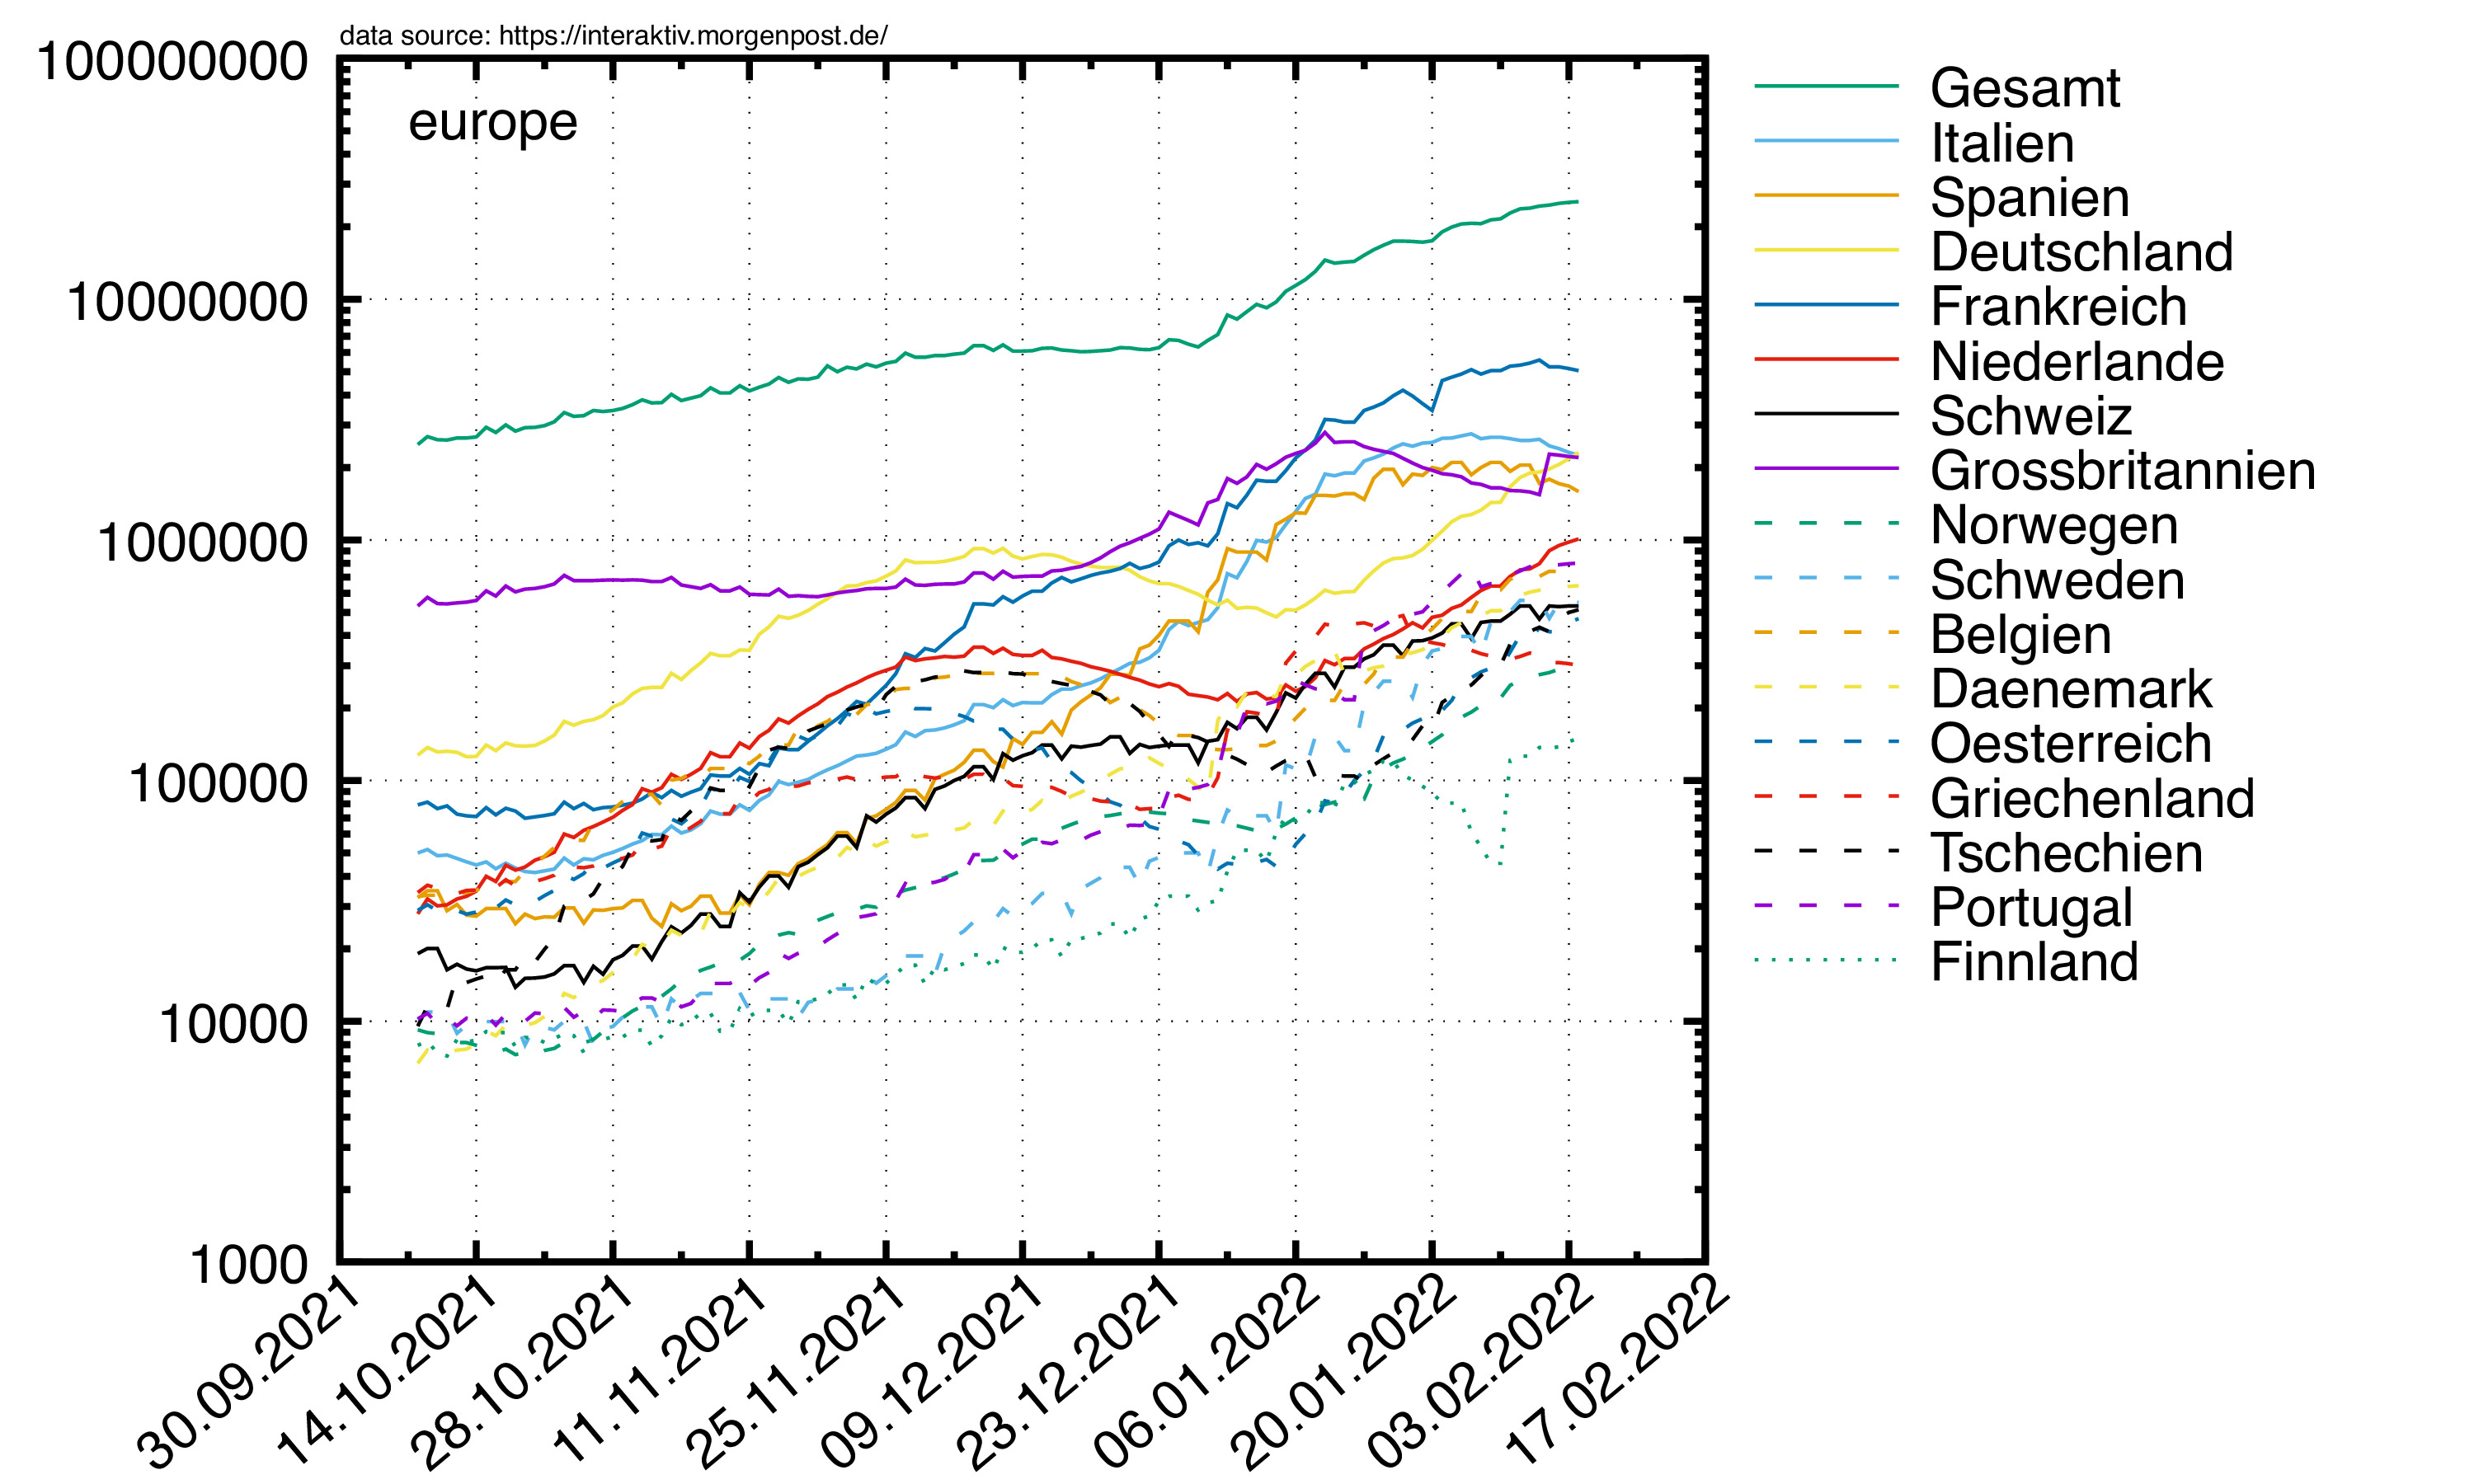 data source: https://interaktiv.morgenpost.de/
europe
100000000
10000000
1000000
100000
10000
1000
30.09.2021
14.10.2021
28.10.2021
11.11.2021
25.11.2021
09.12.2021
23.12.2021
06.01.2022
20.01.2022
03.02.2022
17.02.2022
Gesamt
Italien
Spanien
Deutschland
Frankreich
Niederlande
Schweiz
Grossbritannien
Norwegen
Schweden
Belgien
Daenemark
Oesterreich
Griechenland
Tschechien
Portugal
Finnland